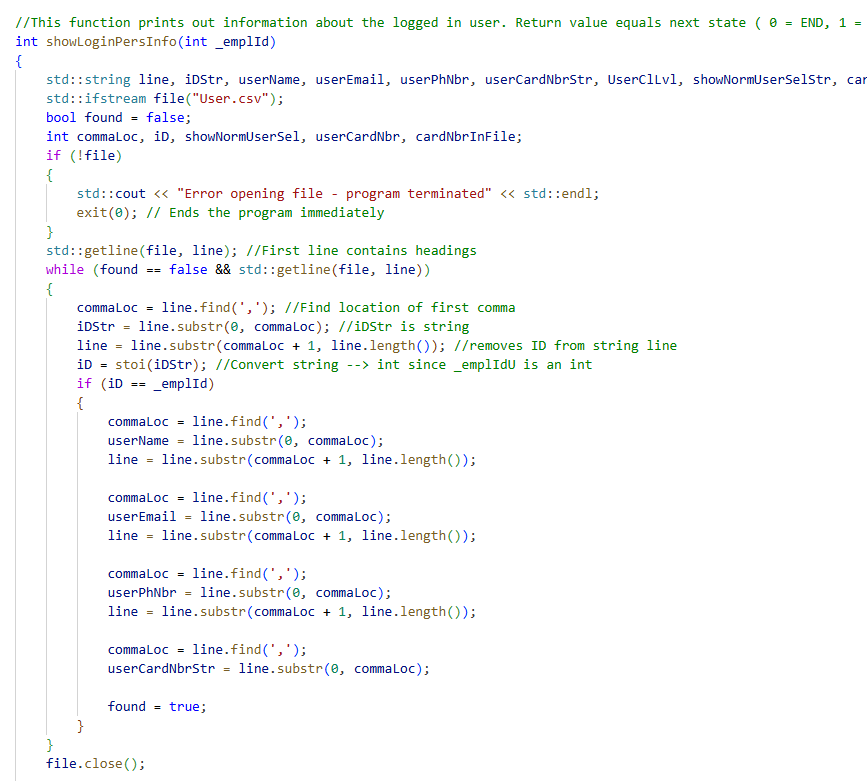 //This function prints out information about the logged in user. Return value equals next state ( 0 = END, 1 =
int showLoginPersInfo(int _emplId)
{
    std::string line, iDStr, userName, userEmail, userPhNbr, userCardNbrStr, UserClLvl, showNormUserSelStr, car
    std::ifstream file("User.csv");
    bool found = false;
    int commaLoc, iD, showNormUserSel, userCardNbr, cardNbrInFile;
    if (!file)
    {
        std::cout << "Error opening file - program terminated" << std::endl;
        exit(0); // Ends the program immediately
    }
    std::getline(file, line); //First line contains headings
    while (found == false && std::getline(file, line))
    {
        commaLoc = line.find(','); //Find location of first comma
        iDStr = line.substr(0, commaLoc); //iDStr is string
        line = line.substr(commaLoc + 1, line.length()); //removes ID from string line
        iD = stoi(iDStr); //Convert string --> int since _emplIdU is an int
        if (iD == _emplId)
        {
            commaLoc = line.find(',');
            userName = line.substr(0, commaLoc);
            line = line.substr(commaLoc + 1, line.length());

            commaLoc = line.find(',');
            userEmail = line.substr(0, commaLoc);
            line = line.substr(commaLoc + 1, line.length());

            commaLoc = line.find(',');
            userPhNbr = line.substr(0, commaLoc);
            line = line.substr(commaLoc + 1, line.length());

            commaLoc = line.find(',');
            userCardNbrStr = line.substr(0, commaLoc);

            found = true;
        }
    }
    file.close();